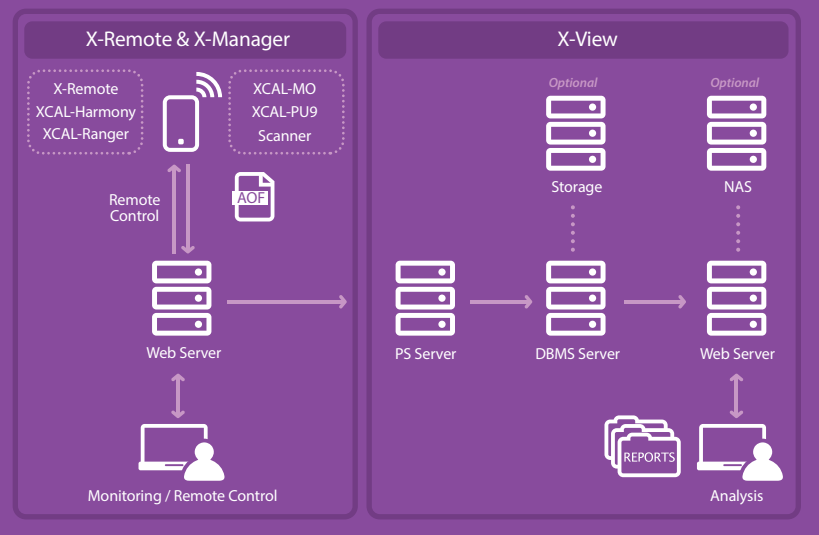 X-Remote & X-Manager
X-Remote
XCAL-Harmony
XCAL-Ranger
XCAL-MO
XCAL-PU9
Scanner
Remote
Control
AOF
Web Server
Monitoring / Remote Control
X-View
Optional
Storage
Optional
NAS
PS Server
DBMS Server
Web Server
REPORTS
Analysis